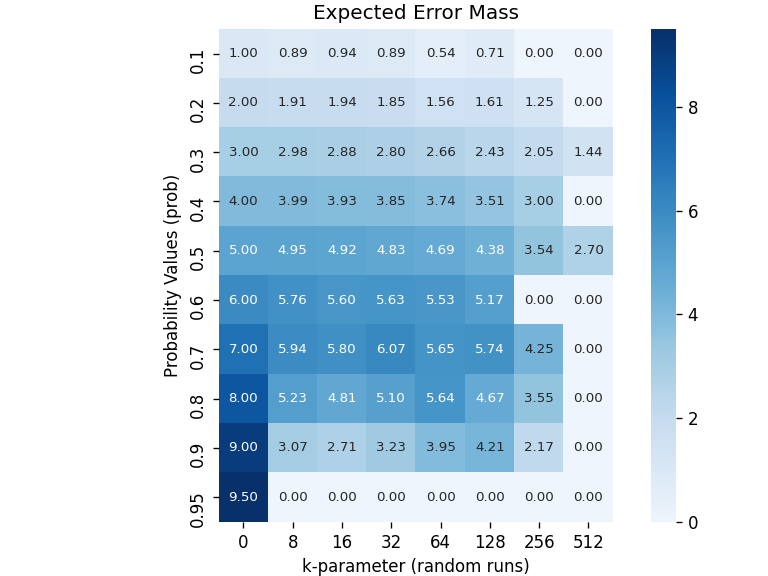 Expected Error Mass
Probability Values (prob)
0.1 1.00 0.89 0.94 0.89 0.54 0.71 0.00 0.00
0.2 2.00 1.91 1.94 1.85 1.56 1.61 1.25 0.00
0.3 3.00 2.98 2.88 2.80 2.66 2.43 2.05 1.44
0.4 4.00 3.99 3.93 3.85 3.74 3.51 3.00 0.00
0.5 5.00 4.95 4.92 4.83 4.69 4.38 3.54 2.70
0.6 6.00 5.76 5.60 5.63 5.53 5.17 0.00 0.00
0.7 7.00 5.94 5.80 6.07 5.65 5.74 4.25 0.00
0.8 8.00 5.23 4.81 5.10 5.64 4.67 3.55 0.00
0.9 9.00 3.07 2.71 3.23 3.95 4.21 2.17 0.00
0.95 9.50 0.00 0.00 0.00 0.00 0.00 0.00 0.00
0 8 16 32 64 128 256 512
k-parameter (random runs)
8
6
4
2
0